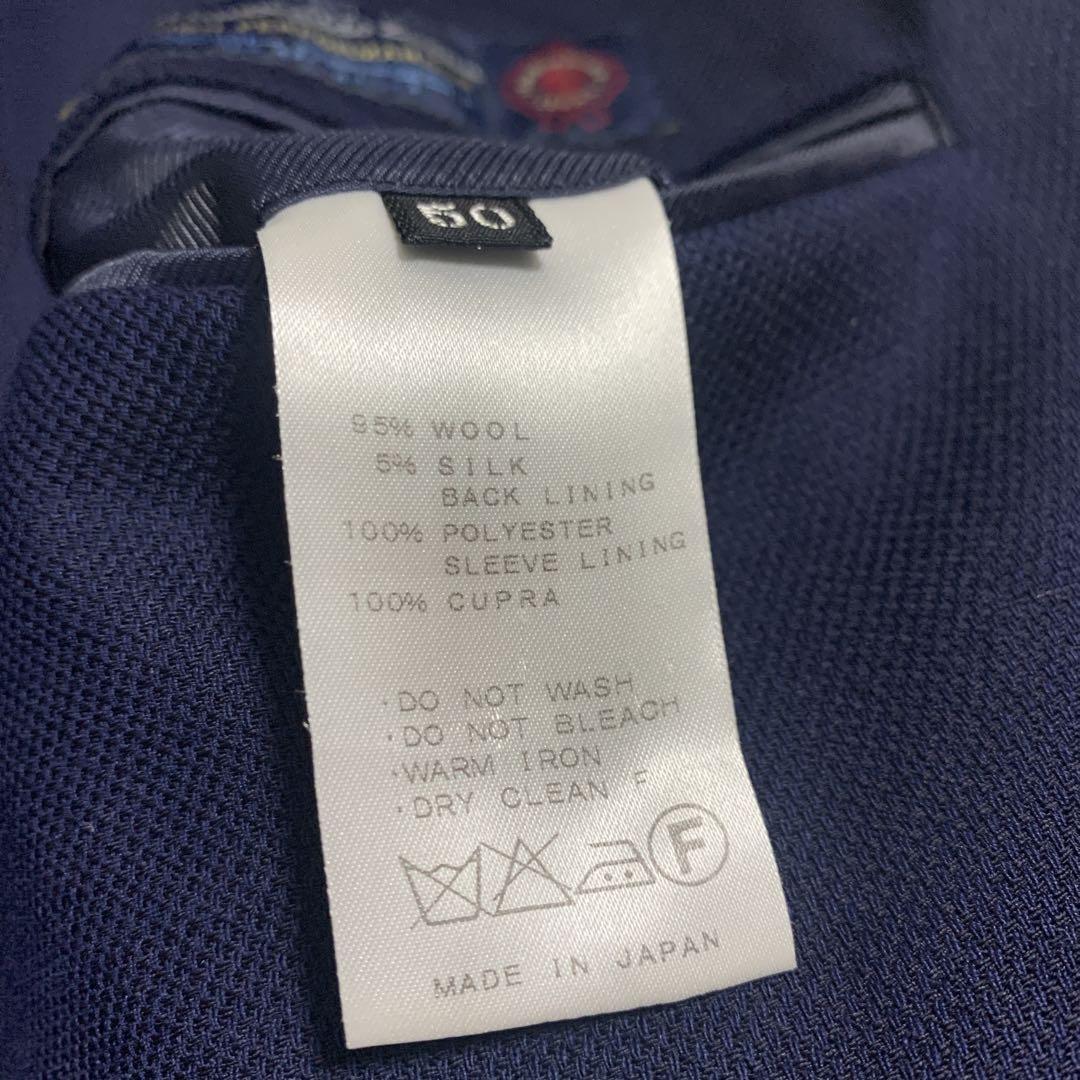 50
95% WOOL
5% SILK
BACK LINING
100% POLYESTER
SLEEVE LINING
100% CUPRA
·DO NOT WASH
·DO NOT BLEACH
·WARM IRON
·DRY CLEAN F
F
MADE IN JAPAN